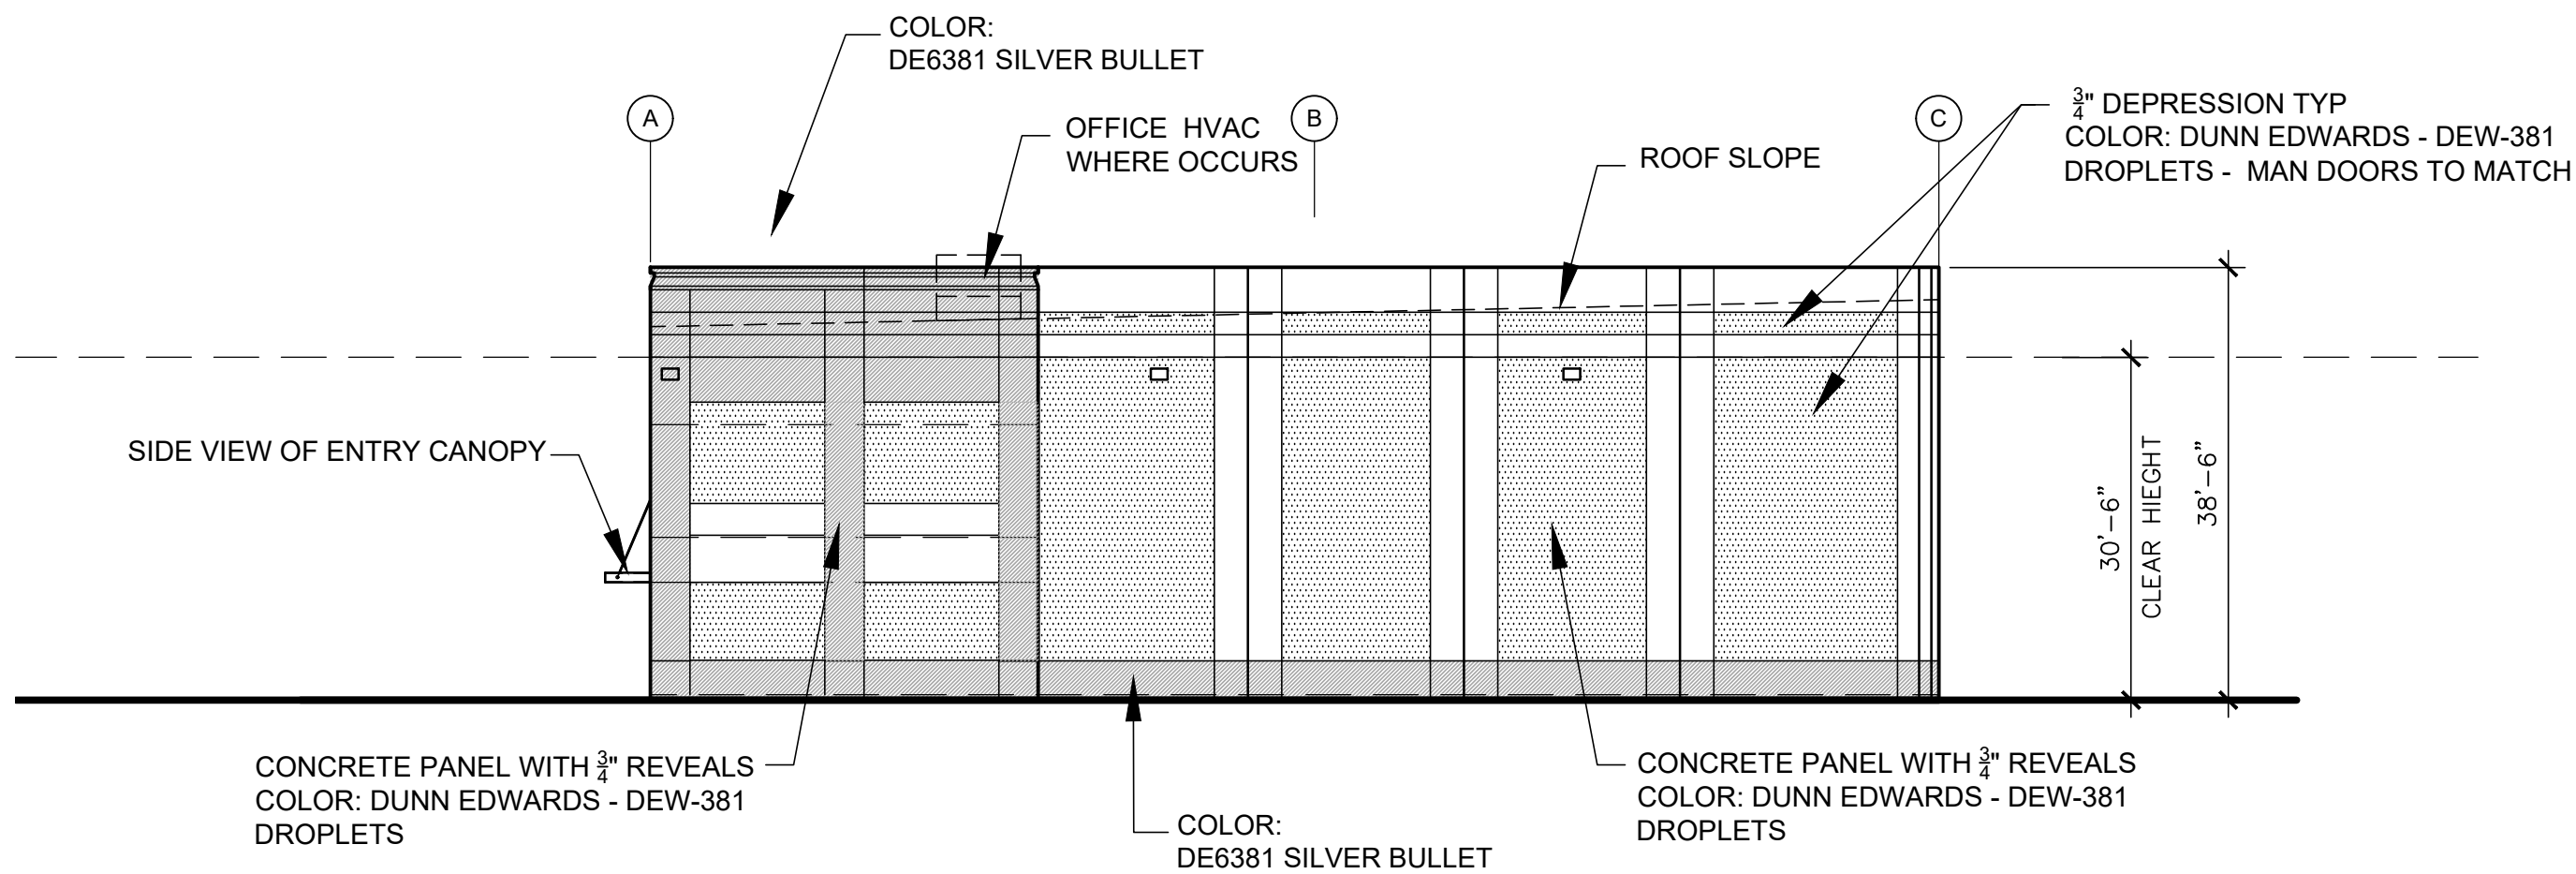 COLOR:
DE6381 SILVER BULLET
A
OFFICE HVAC
WHERE OCCURS
B
ROOF SLOPE
C
3/4" DEPRESSION TYP
COLOR: DUNN EDWARDS - DEW-381
DROPLETS - MAN DOORS TO MATCH
SIDE VIEW OF ENTRY CANOPY
30'-6"
CLEAR HIEGHT
38'-6"
CONCRETE PANEL WITH 3/4" REVEALS
COLOR: DUNN EDWARDS - DEW-381
DROPLETS
COLOR:
DE6381 SILVER BULLET
CONCRETE PANEL WITH 3/4" REVEALS
COLOR: DUNN EDWARDS - DEW-381
DROPLETS